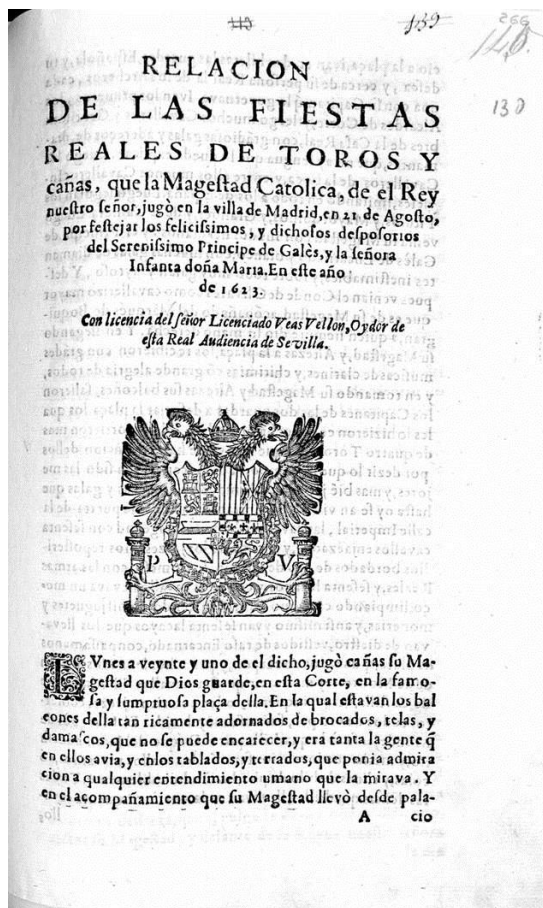 113
139
266
140
130
RELACION
DE LAS FIESTAS
REALES DE TOROS Y
cañas, que la Magestad Catolica, de el Rey
nuestro señor, jugò en la villa de Madrid, en 21 de Agosto,
por festejar los felicissimos, y dichosos desposorios
del Serenissimo Principe de Galès, y la señora
Infanta doña Maria. En este año
de 1623.
Con licencia del señor Licenciado Veas Vellon, Oydor de
esta Real Audiencia de Sevilla.
P V
LVnes a veynte y uno de el dicho, jugò cañas su Ma-
gestad que Dios guarde, en esta Corte, en la famo-
sa y sumptuosa plaça della. En la qual estavan los bal
cones della tan ricamente adornados de brocados, telas, y
damascos, que no se puede encarecer, y era tanta la gente q̃
en ellos avia, y enlos tablados, y terrados, que ponia admira
cion a qualquier entendimiento umano que la mirava. Y
en el acompañamiento que su Magestad llevò desde pala-
A cio